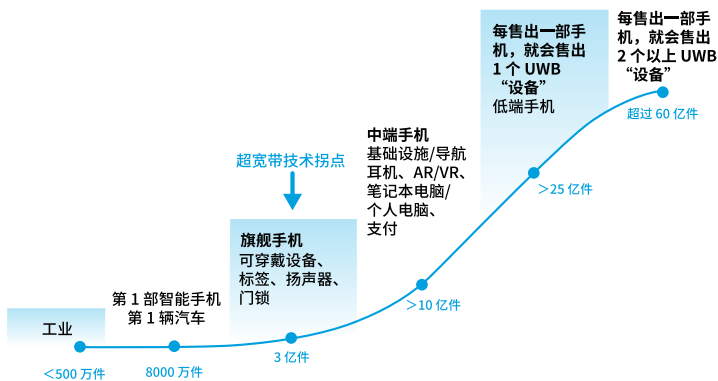 工业
＜500 万件
第 1 部智能手机
第 1 辆汽车
8000 万件
超宽带技术拐点
旗舰手机
可穿戴设备、
标签、扬声器、
门锁
3 亿件
中端手机
基础设施/导航
耳机、AR/VR、
笔记本电脑/
个人电脑、
支付
＞10 亿件
每售出一部手
机，就会售出
1 个 UWB
“设备”
低端手机
＞25 亿件
每售出一部手
机，就会售出
2 个以上 UWB
“设备”
超过 60 亿件